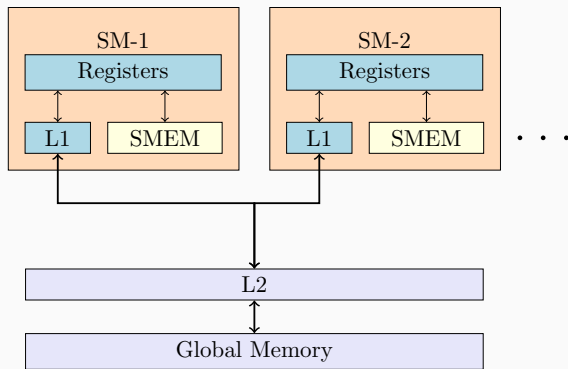 SM-1
Registers
L1
SMEM
SM-2
Registers
L1
SMEM
. . .
L2
Global Memory